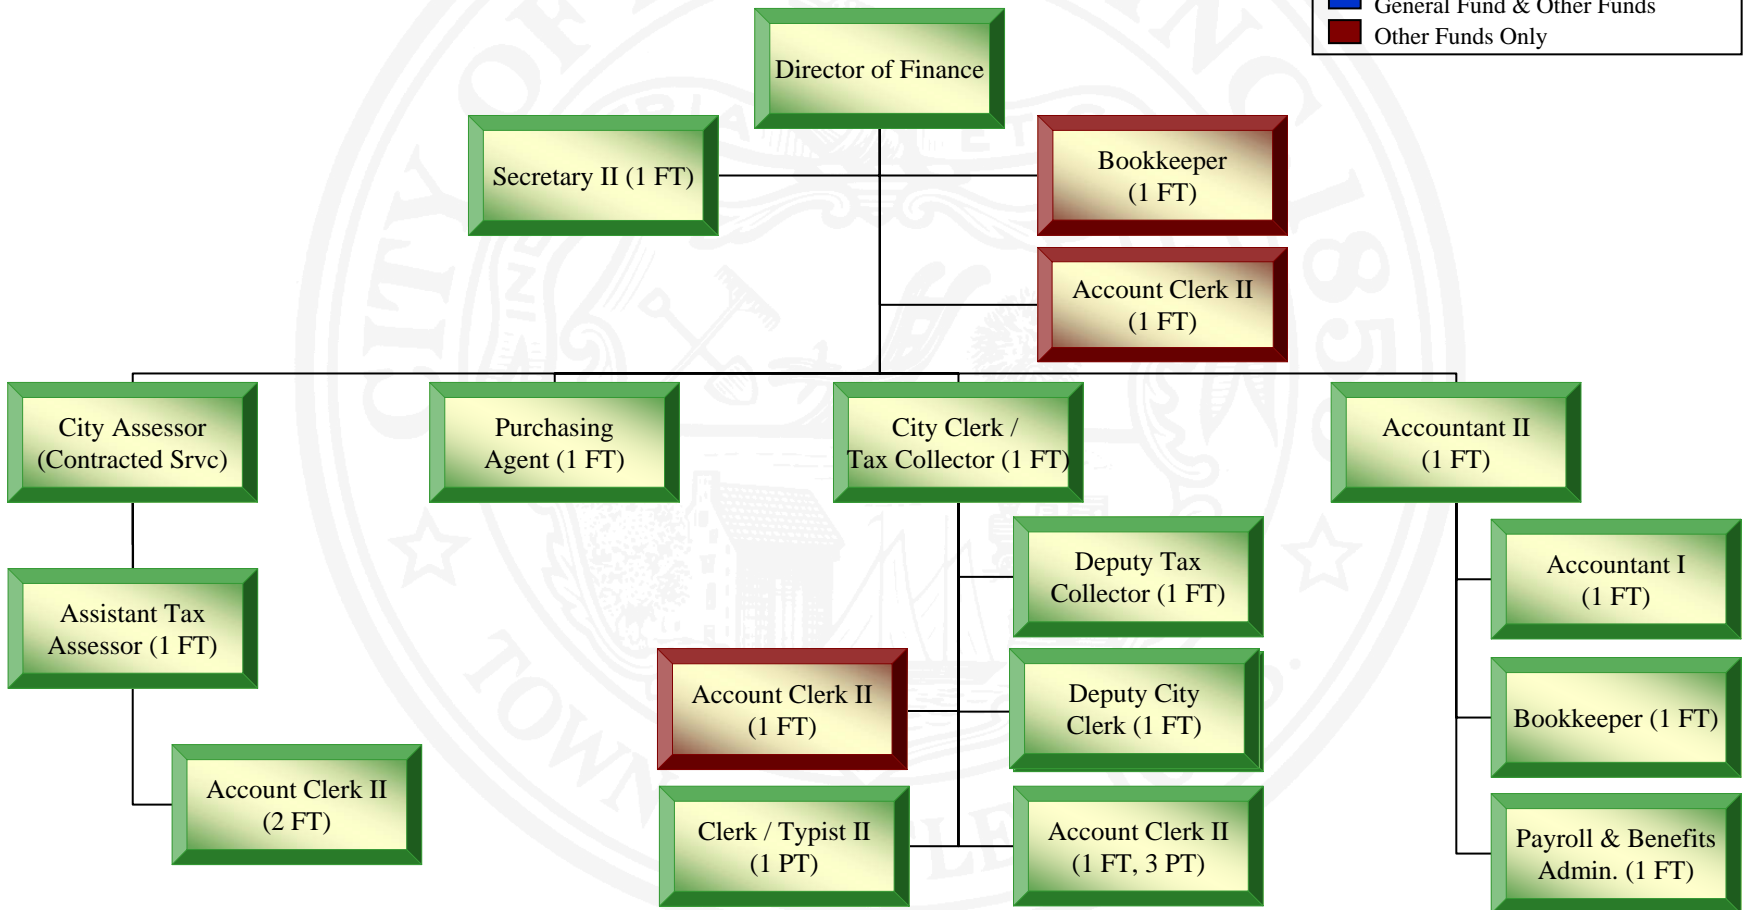 General Fund & Other Funds
Other Funds Only
Director of Finance
Secretary II (1 FT)
Bookkeeper
(1 FT)
Account Clerk II
(1 FT)
City Assessor
(Contracted Srvc)
Purchasing
Agent (1 FT)
City Clerk /
Tax Collector (1 FT)
Accountant II
(1 FT)
Assistant Tax
Assessor (1 FT)
Account Clerk II
(2 FT)
Deputy Tax
Collector (1 FT)
Account Clerk II
(1 FT)
Deputy City
Clerk (1 FT)
Clerk / Typist II
(1 PT)
Account Clerk II
(1 FT, 3 PT)
Accountant I
(1 FT)
Bookkeeper (1 FT)
Payroll & Benefits
Admin. (1 FT)
CITY OF
185
TOWN